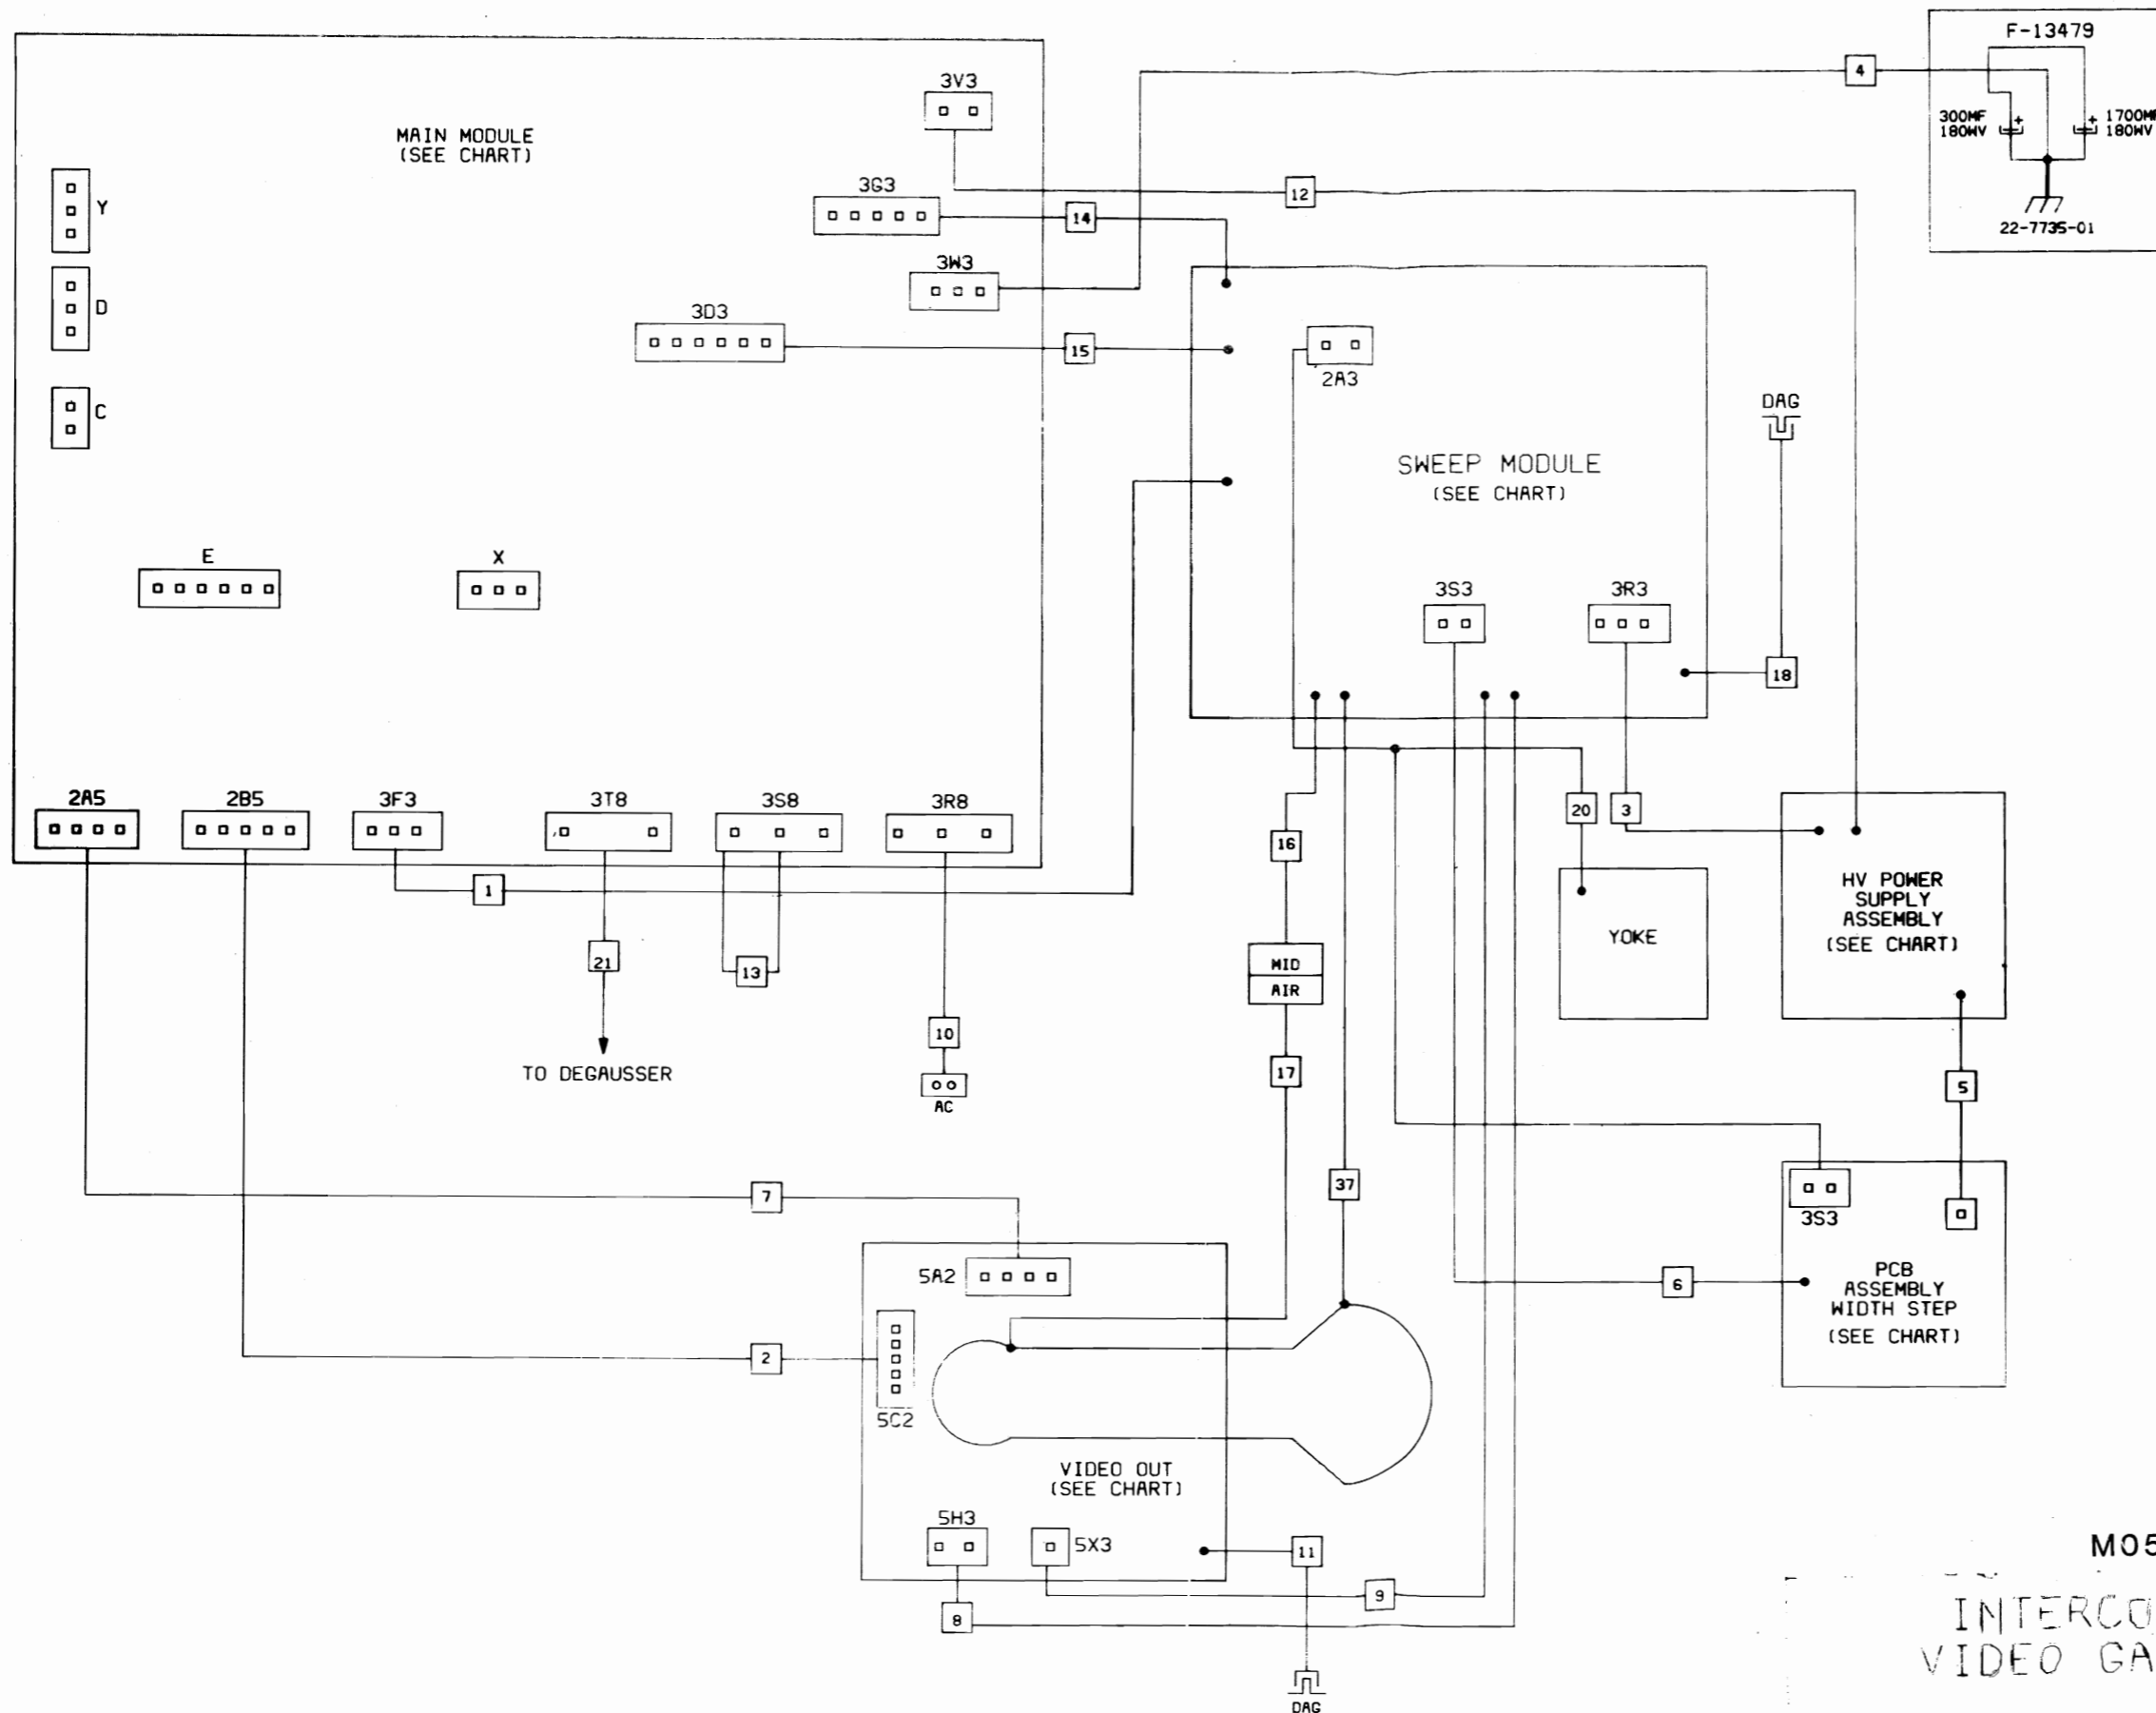 F-13479
300MF
180WV
+
+
180WV
22-7735-01
4
3V3
MAIN MODULE
(SEE CHART)
12
3G3
14
Y
3W3
D
3D3
15
2A3
C
DAG
SWEEP MODULE
(SEE CHART)
E
X
3S3
3R3
18
2A5
2B5
3F3
3T8
3S8
3R8
20
3
16
1
HV POWER
SUPPLY
ASSEMBLY
(SEE CHART)
YOKE
21
13
MID
AIR
10
TO DEGAUSSER
17
AC
5
7
37
3S3
5A2
6
PCB
ASSEMBLY
WIDTH STEP
(SEE CHART)
2
5C2
VIDEO OUT
(SEE CHART)
5H3
5X3
11
9
8
DAG
M05
INTERCO
VIDEO GA